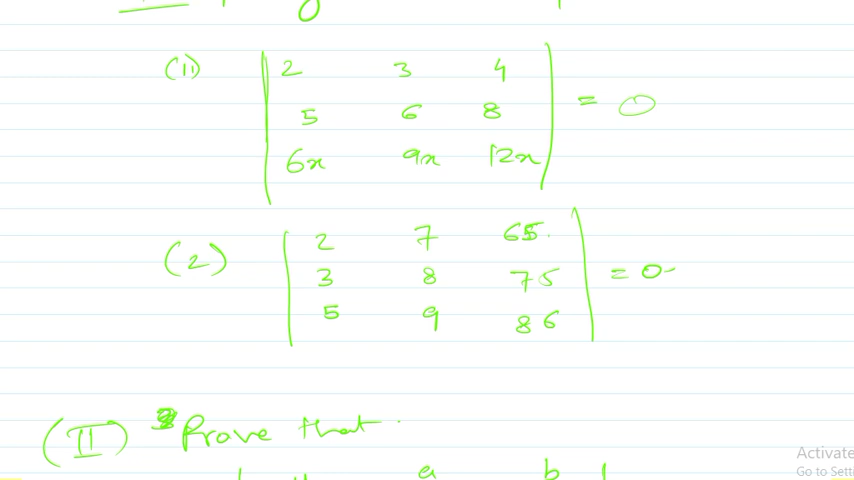 (11)
2 3 4
5 6 8 = 0
6x 9x 12x
(2)
2 7 65
3 8 75 = 0
5 9 86
(II) Prove that
a b
Activate
Go to Setti